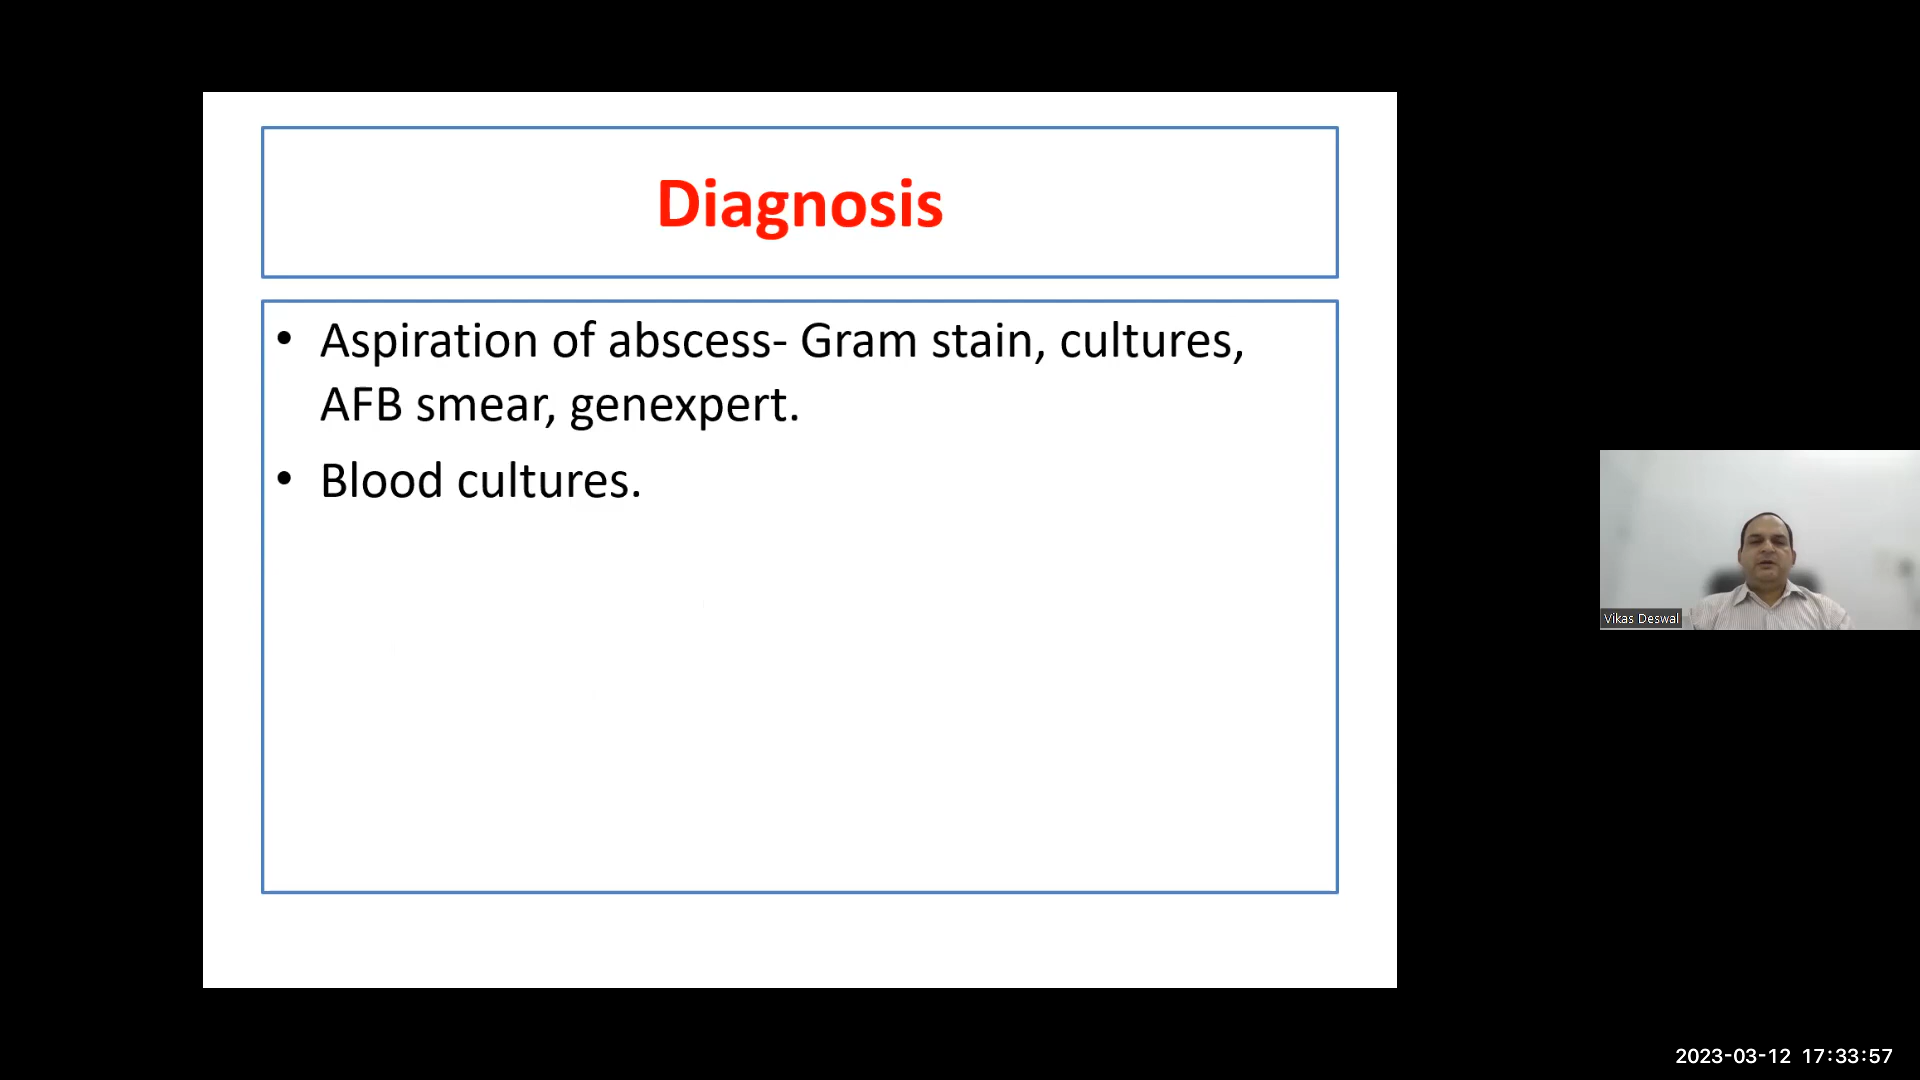 Diagnosis
• Aspiration of abscess- Gram stain, cultures,
AFB smear, genexpert.
• Blood cultures.
Vikas Deswal
2023-03-12 17:33:57